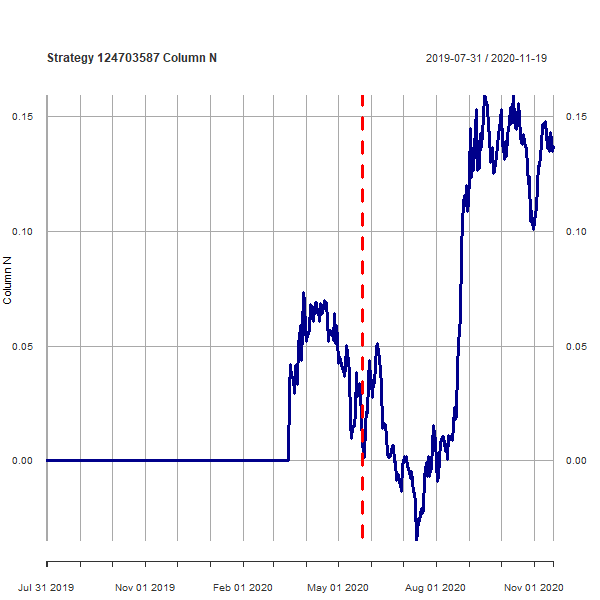 Strategy 124703587 Column N
2019-07-31 / 2020-11-19
0.15 0.15
0.10 0.10
Column N
0.05 0.05
0.00 0.00
Jul 31 2019 Nov 01 2019 Feb 01 2020 May 01 2020 Aug 01 2020 Nov 01 2020